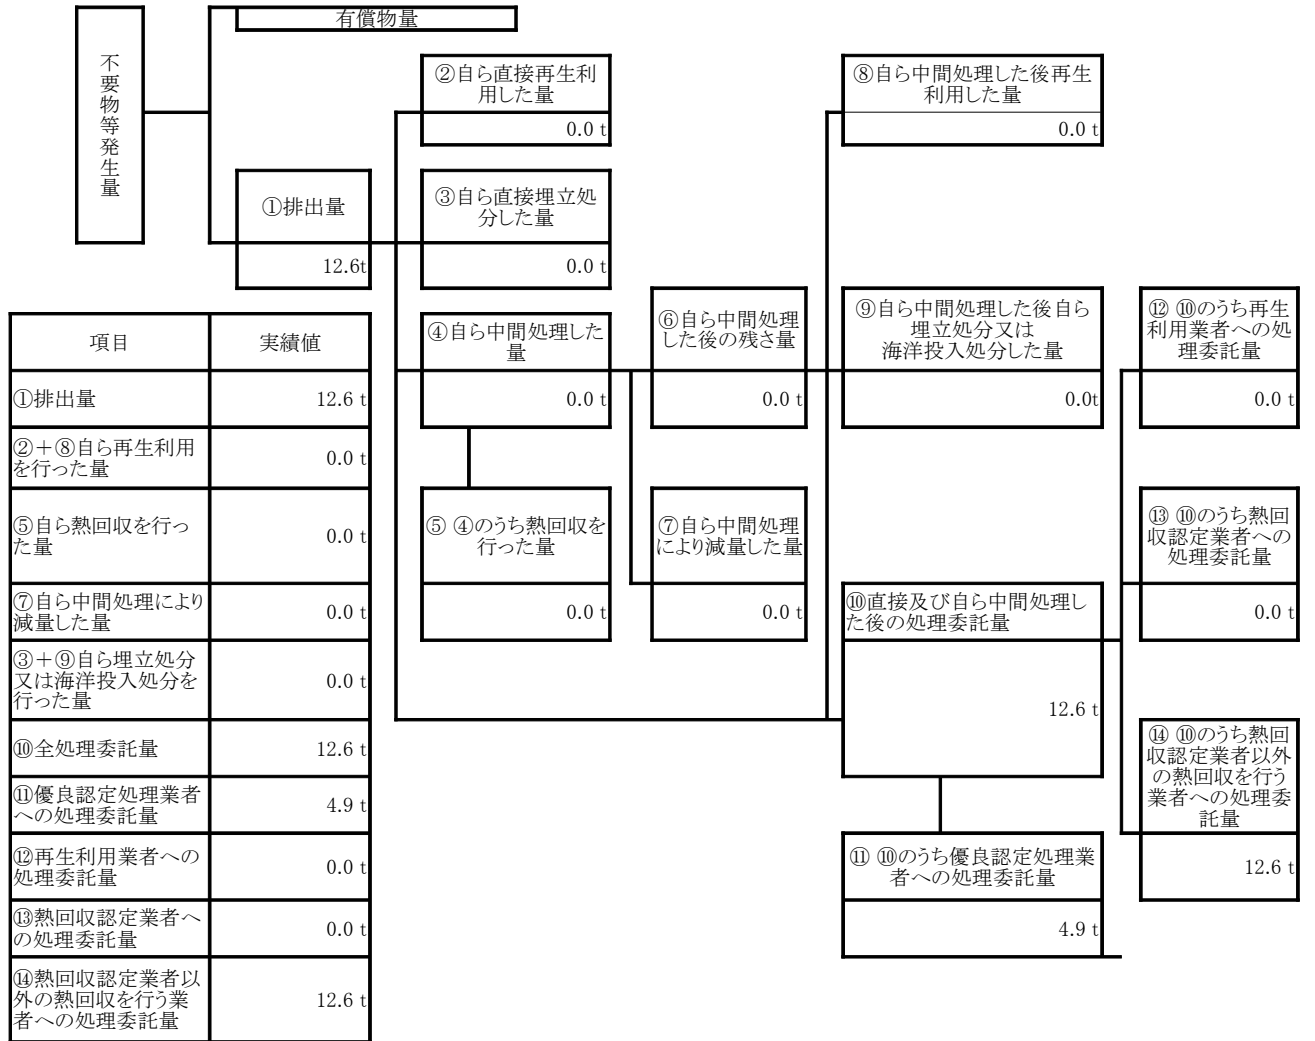 有償物量
不要物等発生量
②自ら直接再生利
用した量
0.0 t
⑧自ら中間処理した後再生
利用した量
0.0 t
①排出量
12.6t
③自ら直接埋立処
分した量
0.0 t
④自ら中間処理した
量
0.0 t
⑥自ら中間処理
した後の残さ量
0.0 t
⑨自ら中間処理した後自ら
埋立処分又は
海洋投入処分した量
0.0t
⑫ ⑩のうち再生
利用業者への処
理委託量
0.0 t
⑤ ④のうち熱回収を
行った量
0.0 t
⑦自ら中間処理
により減量した量
0.0 t
⑩直接及び自ら中間処理し
た後の処理委託量
12.6 t
⑬ ⑩のうち熱回
収認定業者への
処理委託量
0.0 t
⑭ ⑩のうち熱回
収認定業者以外
の熱回収を行う
業者への処理委
託量
12.6 t
⑪ ⑩のうち優良認定処理業
者への処理委託量
4.9 t
項目 実績値
①排出量 12.6 t
②＋⑧自ら再生利用
を行った量 0.0 t
⑤自ら熱回収を行っ
た量 0.0 t
⑦自ら中間処理により
減量した量 0.0 t
③＋⑨自ら埋立処分
又は海洋投入処分を
行った量 0.0 t
⑩全処理委託量 12.6 t
⑪優良認定処理業者
への処理委託量 4.9 t
⑫再生利用業者への
処理委託量 0.0 t
⑬熱回収認定業者へ
の処理委託量 0.0 t
⑭熱回収認定業者以
外の熱回収を行う業
者への処理委託量 12.6 t